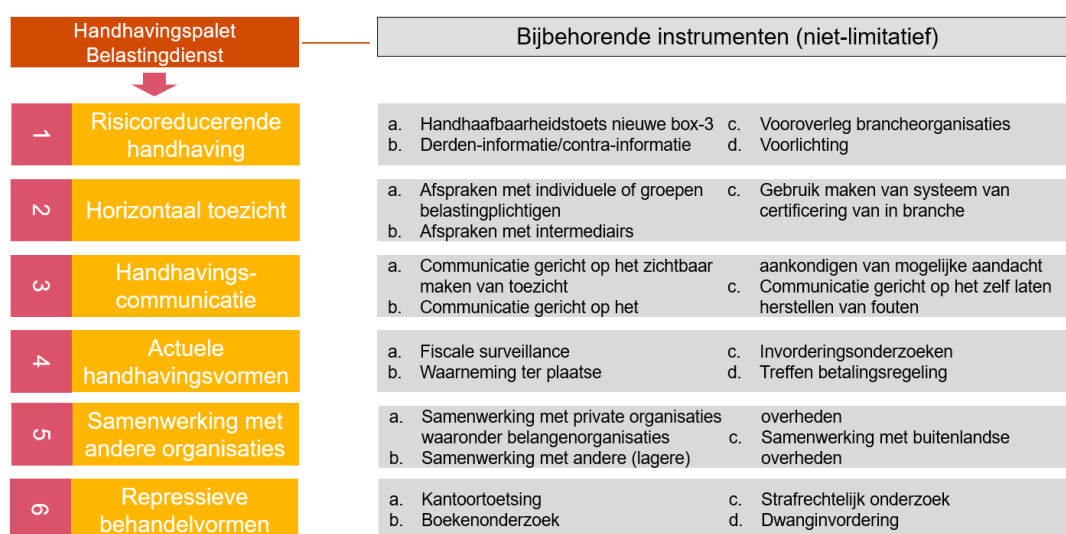 Handhavingspalet
Belastingdienst
Bijbehorende instrumenten (niet-limitatief)
1
Risicoreducerende
handhaving
a. Handhaafbaarheidstoets nieuwe box-3
b. Derden-informatie/contra-informatie
c. Vooroverleg brancheorganisaties
d. Voorlichting
2
Horizontaal toezicht
a. Afspraken met individuele of groepen
belastingplichtigen
b. Afspraken met intermediairs
c. Gebruik maken van systeem van
certificering van in branche
3
Handhavings-
communicatie
a. Communicatie gericht op het zichtbaar
maken van toezicht
b. Communicatie gericht op het
aankondigen van mogelijke aandacht
c. Communicatie gericht op het zelf laten
herstellen van fouten
4
Actuele
handhavingsvormen
a. Fiscale surveillance
b. Waarneming ter plaatse
c. Invorderingsonderzoeken
d. Treffen betalingsregeling
5
Samenwerking met
andere organisaties
a. Samenwerking met private organisaties
waaronder belangenorganisaties
b. Samenwerking met andere (lagere)
overheden
c. Samenwerking met buitenlandse
overheden
6
Repressieve
behandelvormen
a. Kantoortoetsing
b. Boekenonderzoek
c. Strafrechtelijk onderzoek
d. Dwanginvordering